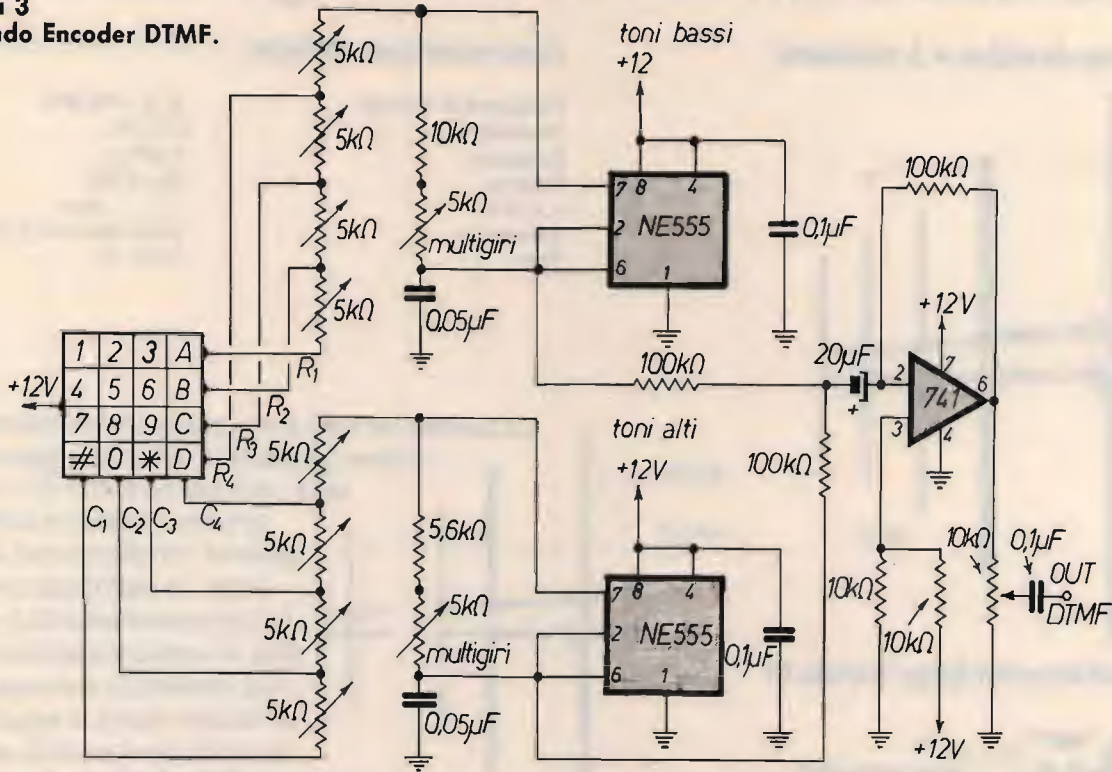 3
do Encoder DTMF.
5kΩ
5kΩ
5kΩ
5kΩ
10kΩ
5kΩ
multigiri
0,05µF
toni bassi
+12
7 8 4
2 NE555
6 1
0,1µF
100kΩ
100kΩ
20µF
+
+12V
2 7
741 6
3 4
100kΩ
+12V
1 2 3 A
4 5 6 B
7 8 9 C
# 0 * D
R1
R2
R3
R4
C1 C2 C3 C4
5kΩ
5kΩ
5kΩ
5kΩ
5,6kΩ
5kΩ
multigiri
0,05µF
toni alti
+12V
7 8 4
2 NE555
6 1
0,1µF
10kΩ
10kΩ
+12V
10kΩ
0,1µF
OUT
DTMF